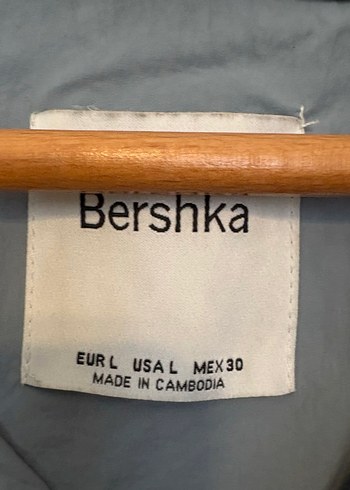 Bershka
EUR L USA L MEX 30
MADE IN CAMBODIA